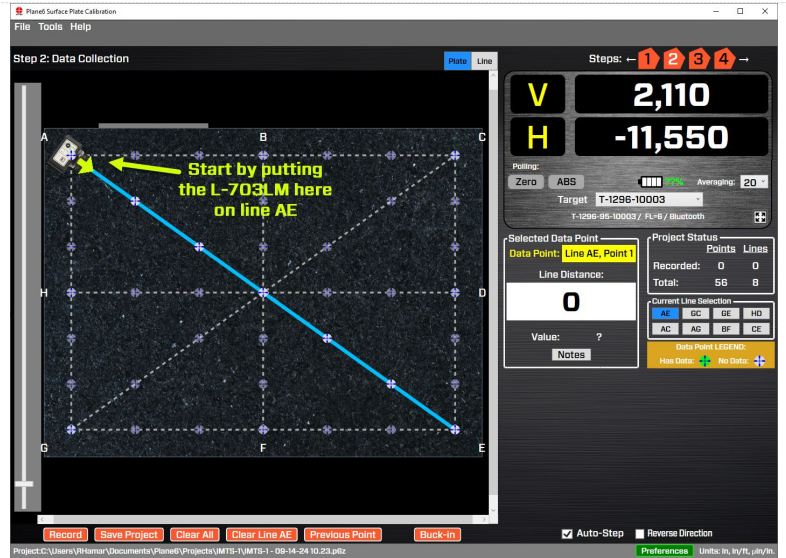 Plane6 Surface Plate Calibration
File Tools Help
Step 2: Data Collection
Plate Line
Steps: ← 1 2 3 4 →
V 2,110
H -11,550
Polling:
Zero ABS 77% Averaging: 20
Target T-1296-10003
T-1296-95-10003 / FL=6 / Bluetooth
A B C
Start by putting
the L-703LM here
on line AE
H D
G F E
Selected Data Point
Data Point: Line AE, Point 1
Line Distance:
0
Value: ?
Notes
Project Status
Points Lines
Recorded: 0 0
Total: 56 8
Current Line Selection
AE GC GE HD
AC AG BF CE
Data Point LEGEND:
Has Data: No Data:
Record Save Project Clear All Clear Line AE Previous Point Buck-in
Auto-Step Reverse Direction
Project:C:\Users\RHamar\Documents\Plane6\Projects\IMTS-1\IMTS-1 - 09-14-24 10.23.p6z
Preferences Units: in, in/ft, µin/in.